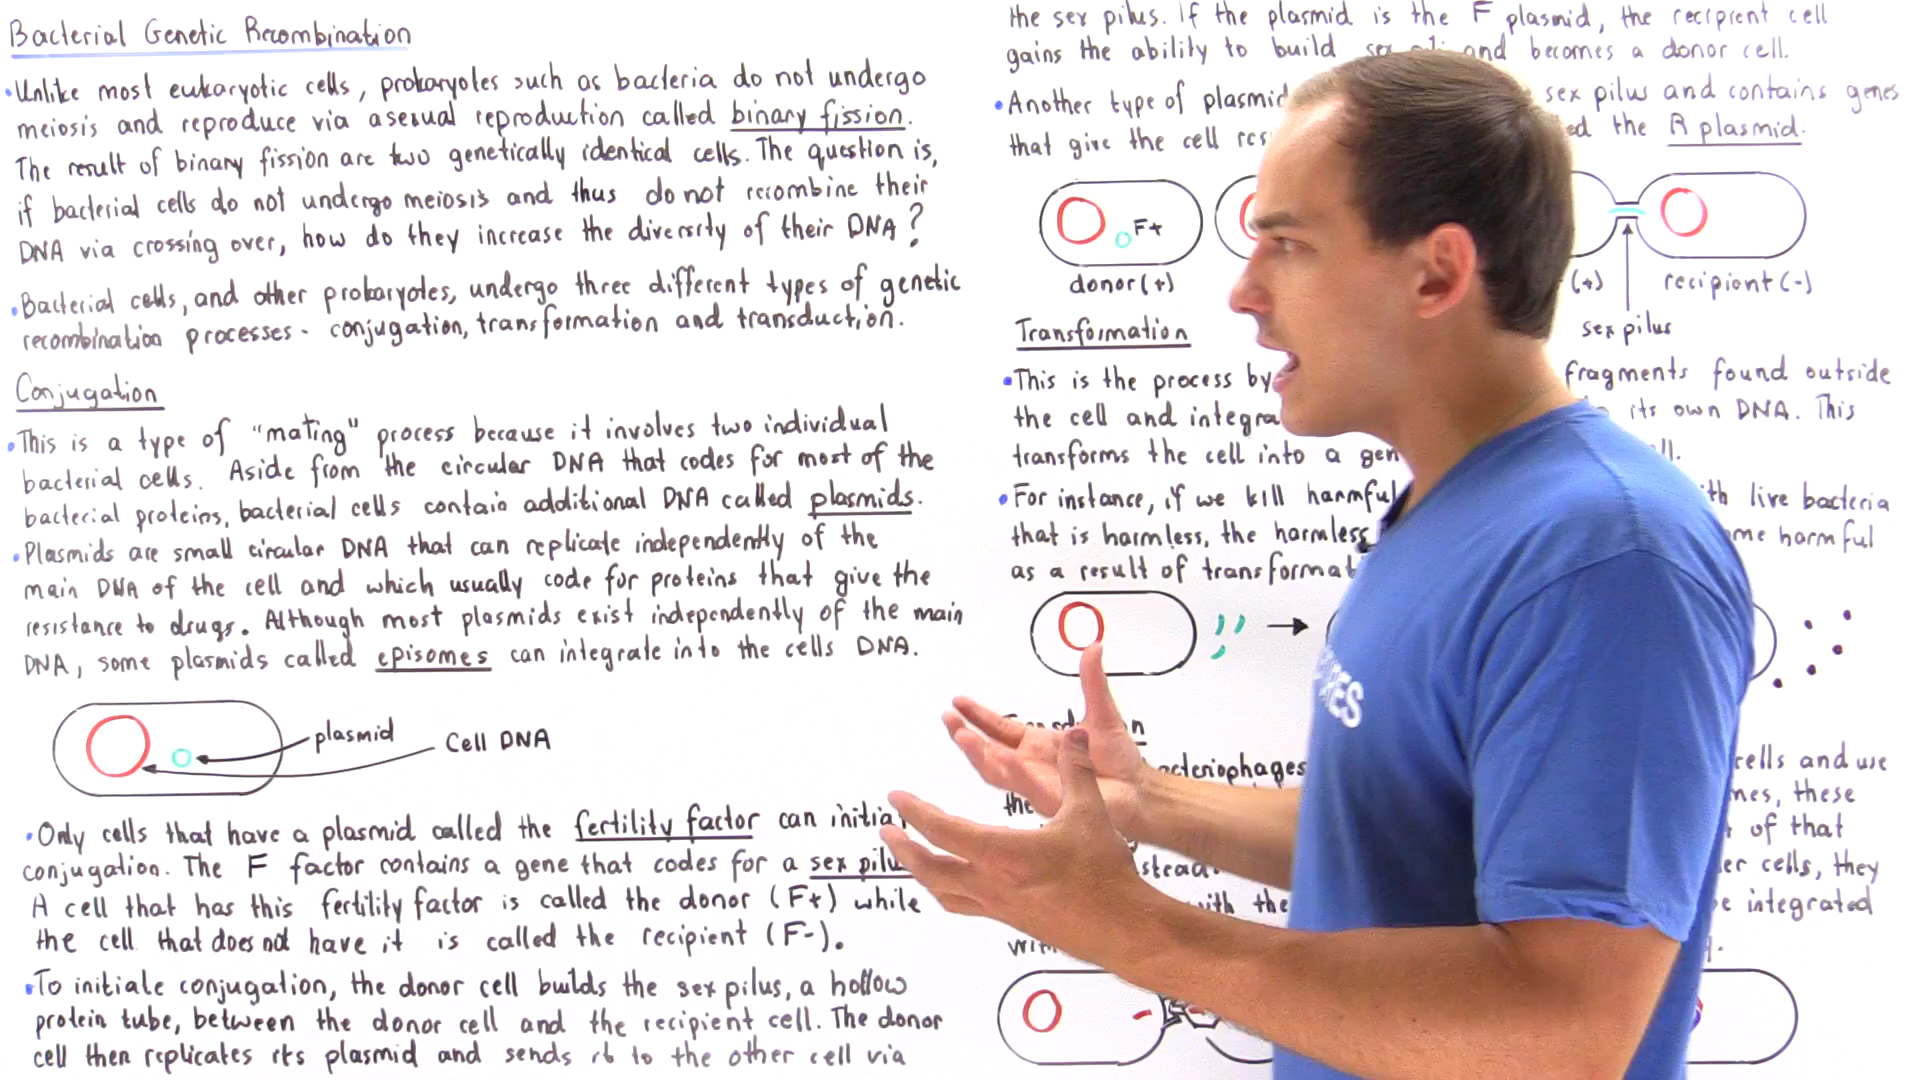 Bacterial Genetic Recombination
•Unlike most eukaryotic cells, prokaryotes such as bacteria do not undergo
meiosis and reproduce via asexual reproduction called binary fission.
The result of binary fission are two genetically identical cells. The question is,
if bacterial cells do not undergo meiosis and thus do not recombine their
DNA via crossing over, how do they increase the diversity of their DNA?
•Bacterial cells, and other prokaryotes, undergo three different types of genetic
recombination processes - conjugation, transformation and transduction.
Conjugation
•This is a type of "mating" process because it involves two individual
bacterial cells. Aside from the circular DNA that codes for most of the
bacterial proteins, bacterial cells contain additional DNA called plasmids.
•Plasmids are small circular DNA that can replicate independently of the
main DNA of the cell and which usually code for proteins that give the
resistance to drugs. Although most plasmids exist independently of the main
DNA, some plasmids called episomes can integrate into the cells DNA.
plasmid
Cell DNA
•Only cells that have a plasmid called the fertility factor can
conjugation. The F factor contains a gene that codes for a sex
A cell that has this fertility factor is called the donor (F+) while
the cell that does not have it is called the recipient (F-).
•To initiate conjugation, the donor cell builds the sex pilus, a hollow
protein tube, between the donor cell and the recipient cell. The donor
cell then replicates its plasmid and sends it to the other cell via
the sex pilus. If the plasmid is the F plasmid, the recipient cell
gains the ability to build and becomes a donor cell.
•Another type of plasmid sex pilus and contains genes
that give the cell the R plasmid.
F+
donor(+)
(+)
recipient(-)
sex pilus
Transformation
•This is the process by fragments found outside
the cell and its own DNA. This
transforms the cell into a
•For instance, if we kill harmful live bacteria
that is harmless, the harmless harmful
as a result of
bacteriophages cells and use
the these
of that
cells, they
the integrated